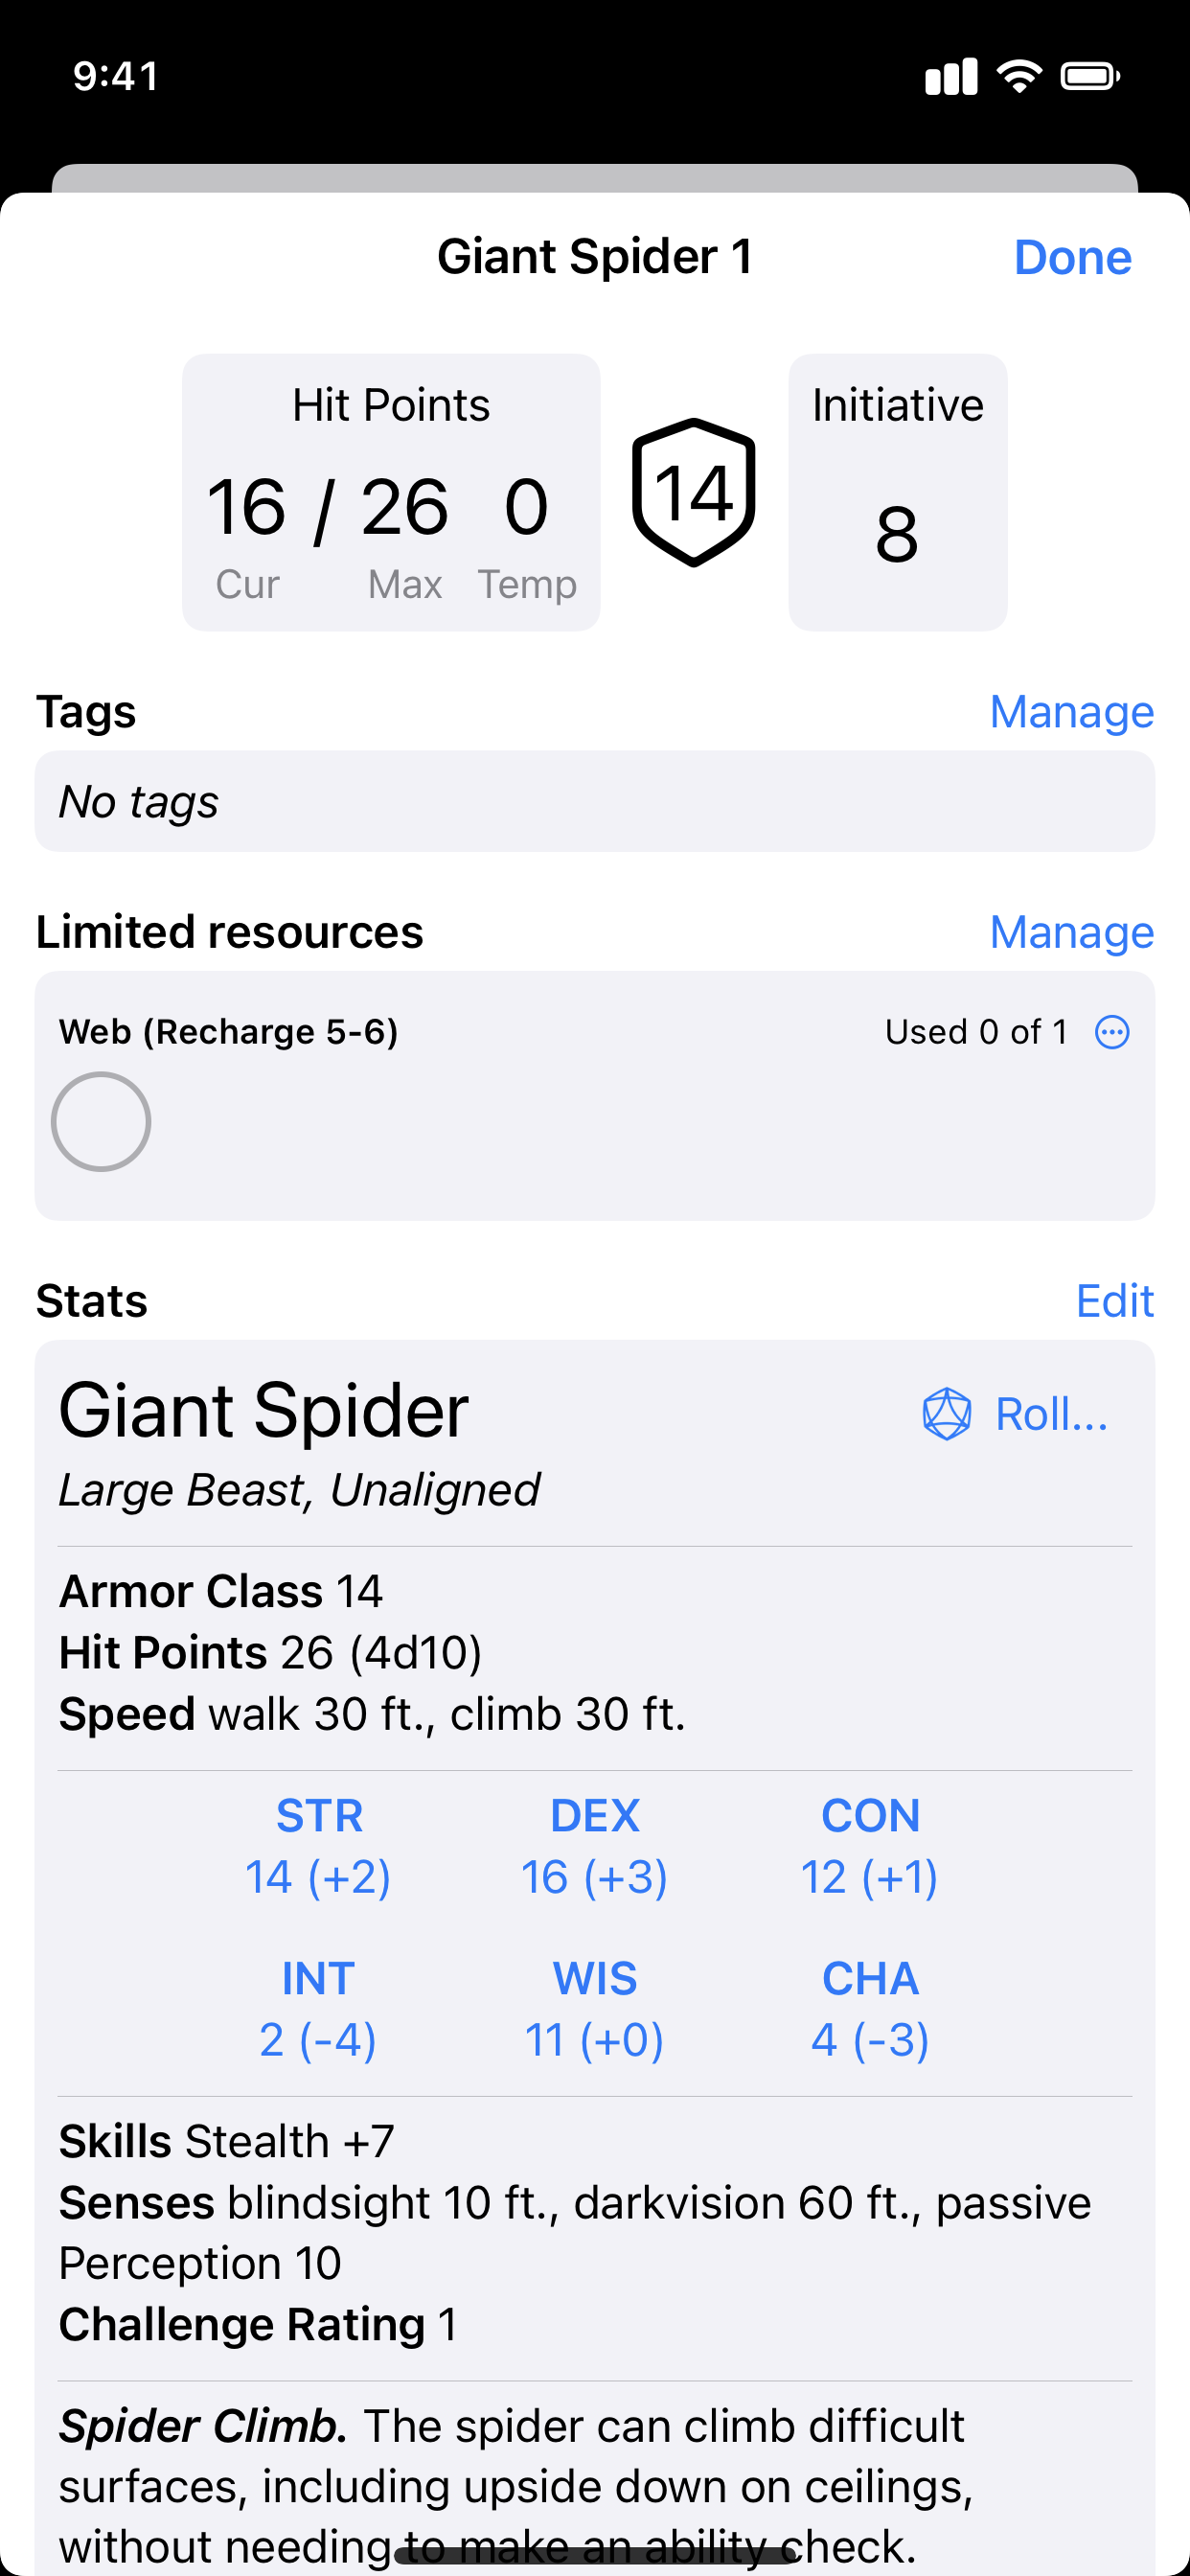 9:41
Giant Spider 1
Done
Hit Points
16 / 26 0
Cur Max Temp
14
Initiative
8
Tags
Manage
No tags
Limited resources
Manage
Web (Recharge 5-6)
Used 0 of 1
Stats
Edit
Giant Spider
Roll...
Large Beast, Unaligned
Armor Class 14
Hit Points 26 (4d10)
Speed walk 30 ft., climb 30 ft.
STR DEX CON
14 (+2) 16 (+3) 12 (+1)
INT WIS CHA
2 (-4) 11 (+0) 4 (-3)
Skills Stealth +7
Senses blindsight 10 ft., darkvision 60 ft., passive
Perception 10
Challenge Rating 1
Spider Climb. The spider can climb difficult
surfaces, including upside down on ceilings,
without needing to make an ability check.